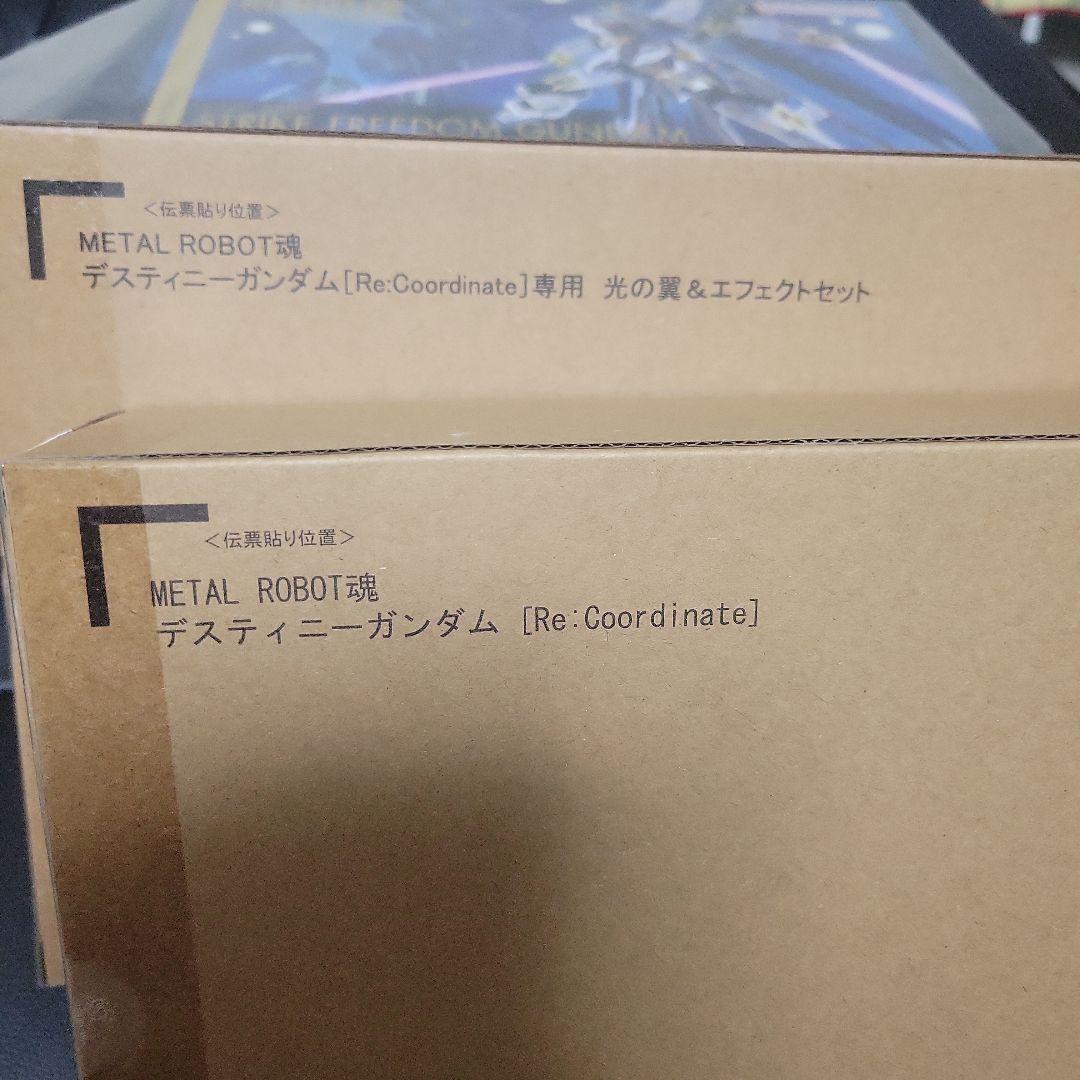 STRIKE FREEDOM GUNDAM
<伝票貼り位置>
METAL ROBOT魂
デスティニーガンダム[Re:Coordinate]専用 光の翼&エフェクトセット
<伝票貼り位置>
METAL ROBOT魂
デスティニーガンダム [Re:Coordinate]